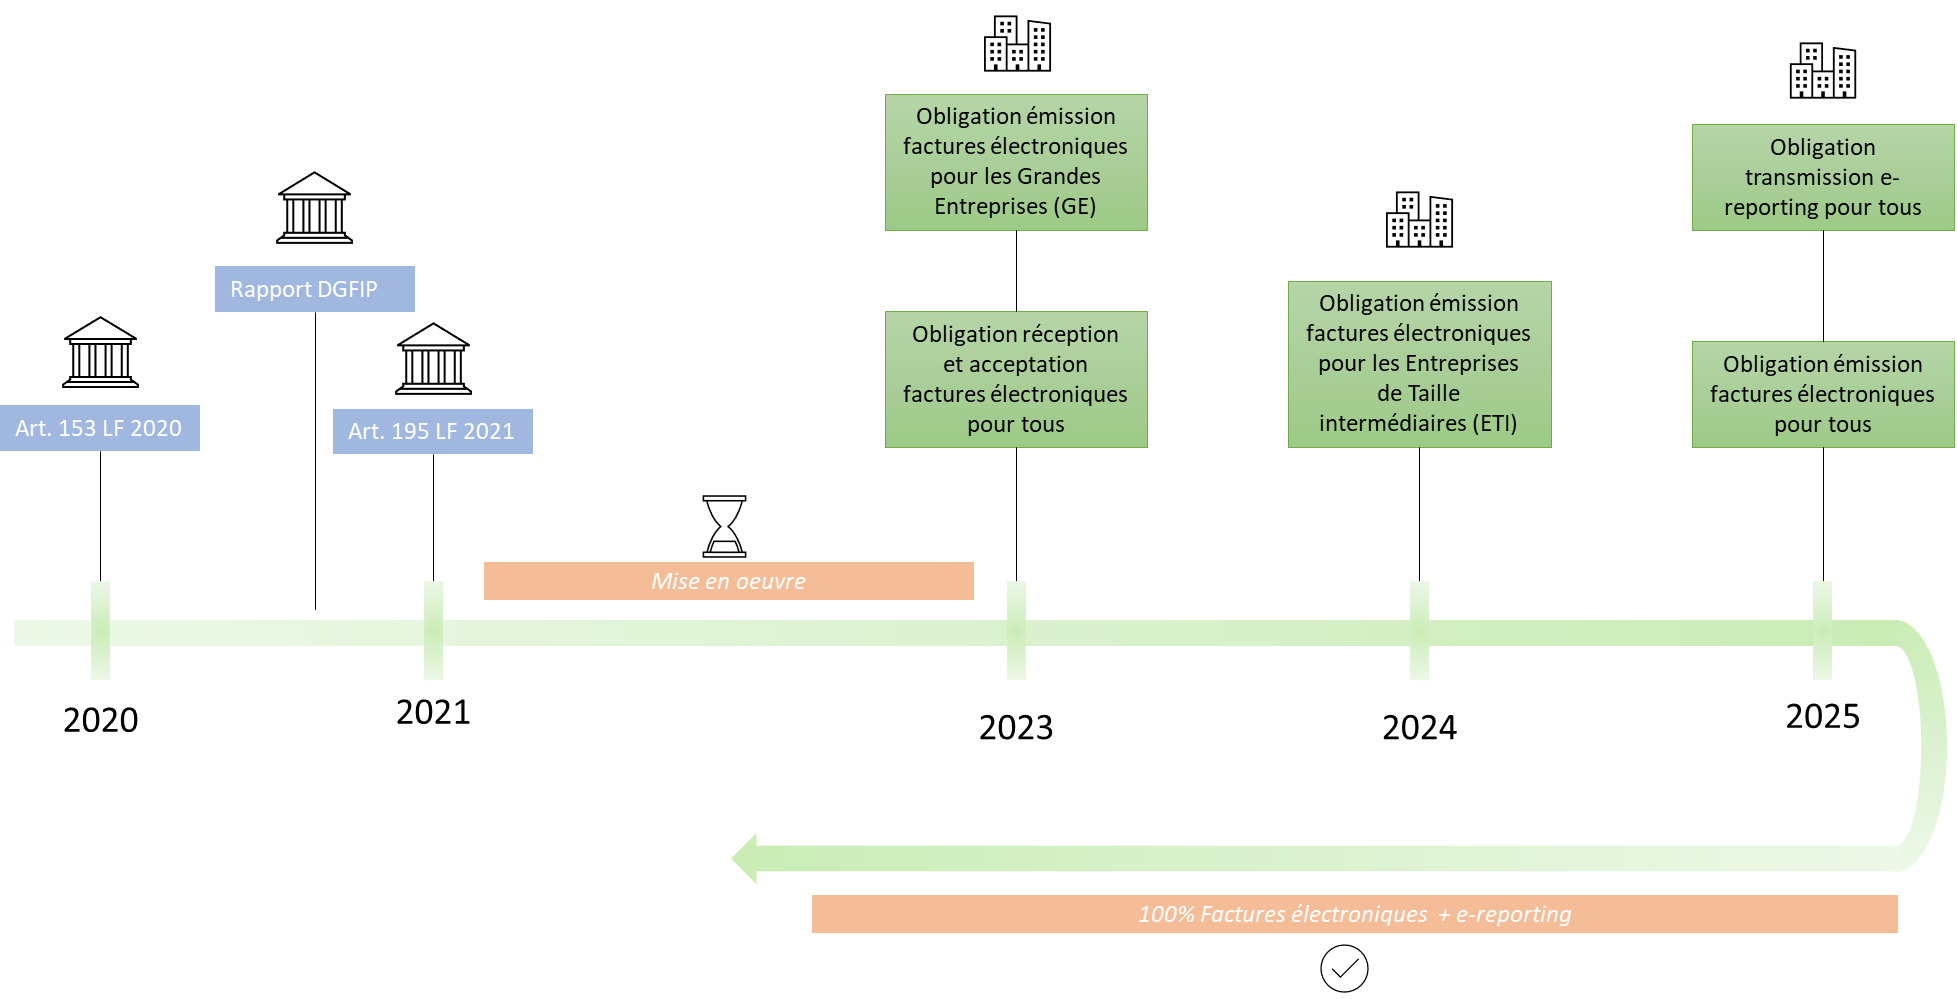 Obligation émission
factures électroniques
pour les Grandes
Entreprises (GE)
Obligation
transmission e-
reporting pour tous
Rapport DGFIP
Obligation émission
factures électroniques
pour les Entreprises
de Taille
intermédiaires (ETI)
Obligation réception
et acceptation
factures électroniques
pour tous
Obligation émission
factures électroniques
pour tous
Art. 153 LF 2020
Art. 195 LF 2021
Mise en oeuvre
2020
2021
2023
2024
2025
100% Factures électroniques + e-reporting